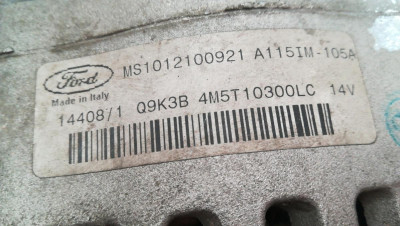 Ford MS1012100921 A115IM-105A
Made in Italy
14408/1 Q9K3B 4M5T10300LC 14V